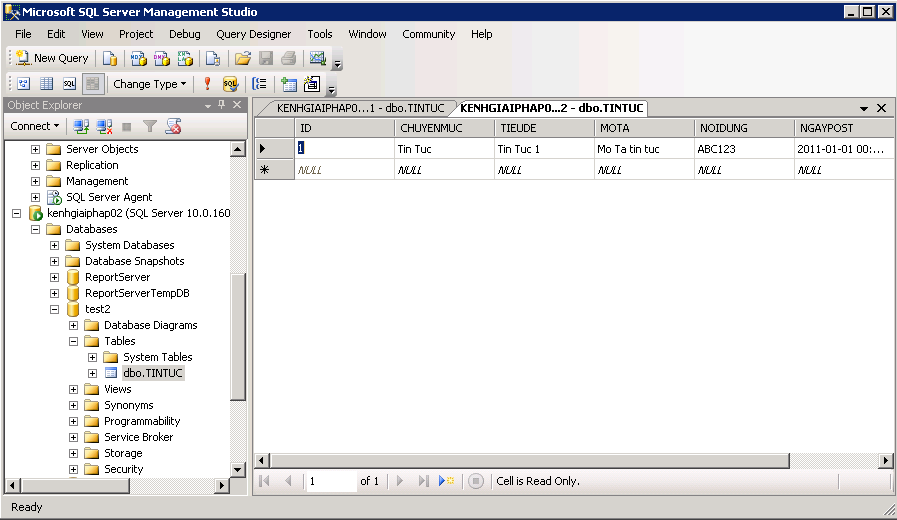 Microsoft SQL Server Management Studio
File Edit View Project Debug Query Designer Tools Window Community Help
New Query
Change Type
Object Explorer
Connect
Server Objects
Replication
Management
SQL Server Agent
kenhgiaiphap02 (SQL Server 10.0.160
Databases
System Databases
Database Snapshots
ReportServer
ReportServerTempDB
test2
Database Diagrams
Tables
System Tables
dbo.TINTUC
Views
Synonyms
Programmability
Service Broker
Storage
Security
KENHGIAIPHAP0...1 - dbo.TINTUC KENHGIAIPHAP0...2 - dbo.TINTUC
ID CHUYENMUC TIEUDE MOTA NOIDUNG NGAYPOST
1 Tin Tuc Tin Tuc 1 Mo Ta tin tuc ABC123 2011-01-01 00:...
NULL NULL NULL NULL NULL NULL
1 of 1 Cell is Read Only.
Ready